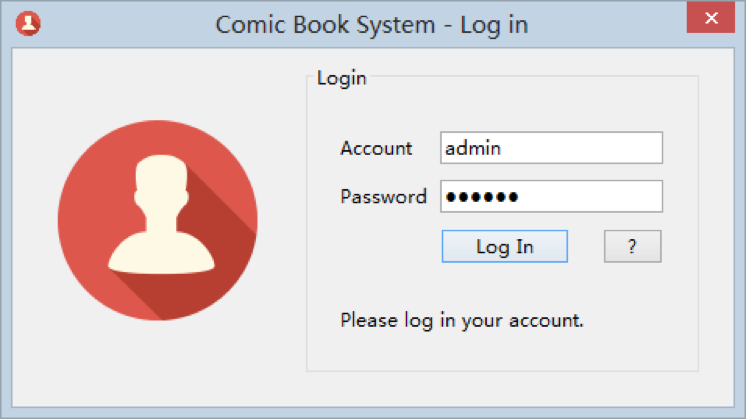 Comic Book System - Log in
Login
Account admin
Password ●●●●●●
Log In ?
Please log in your account.